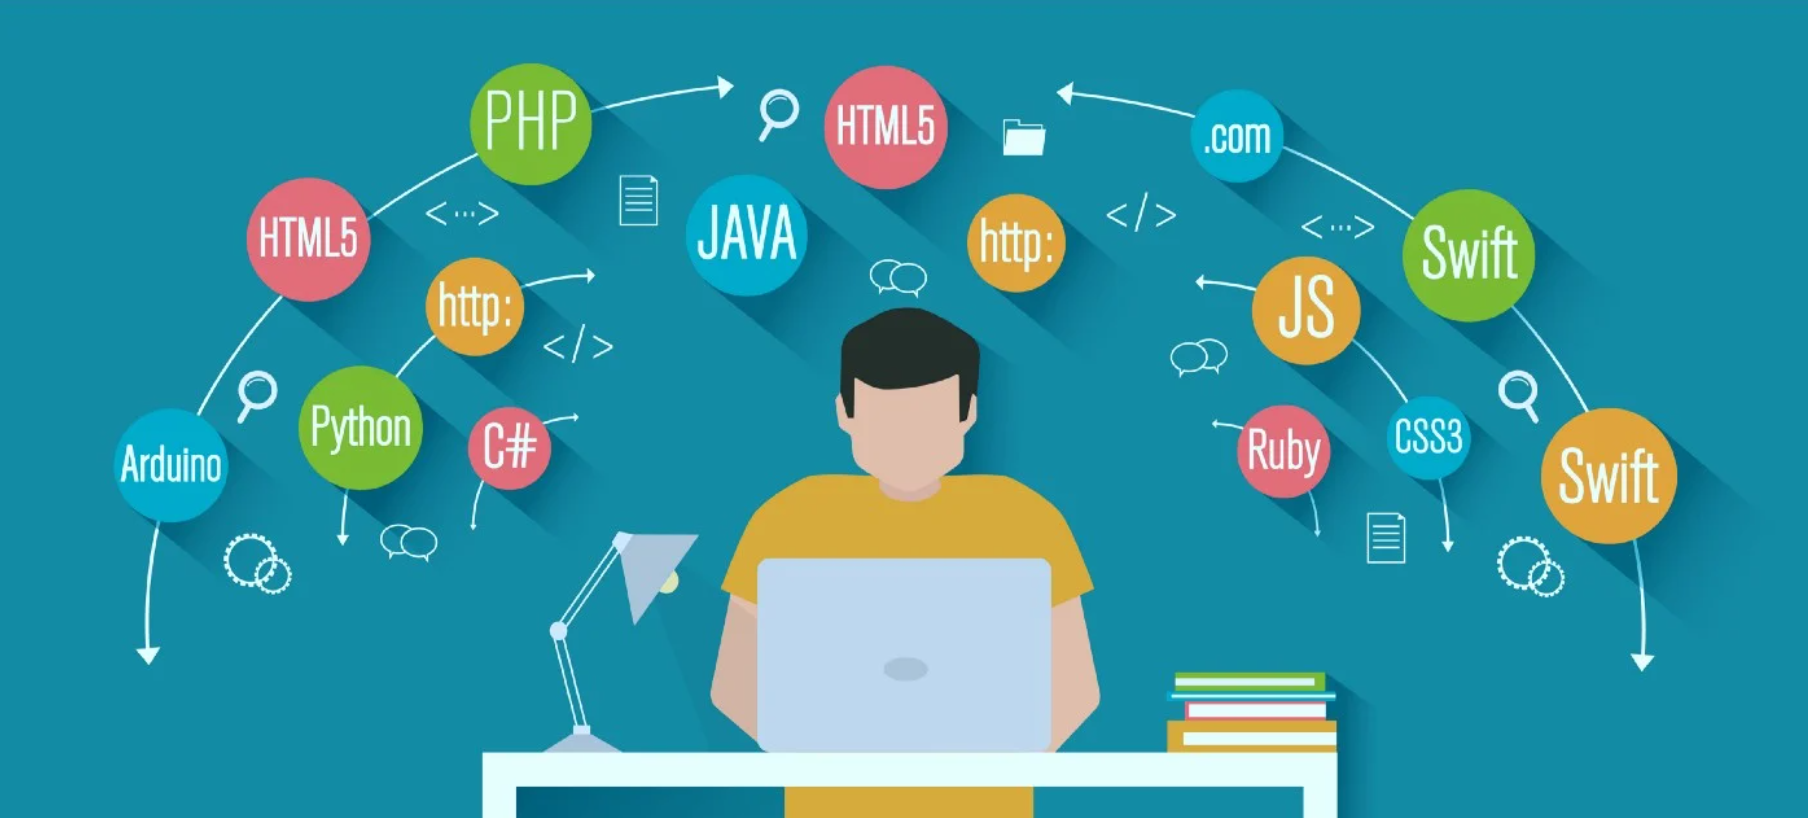 PHP
HTML5
.com
HTML5
JAVA
http:
Swift
<...>
</>
<...>
http:
JS
</>
Python
C#
Ruby
CSS3
Arduino
Swift